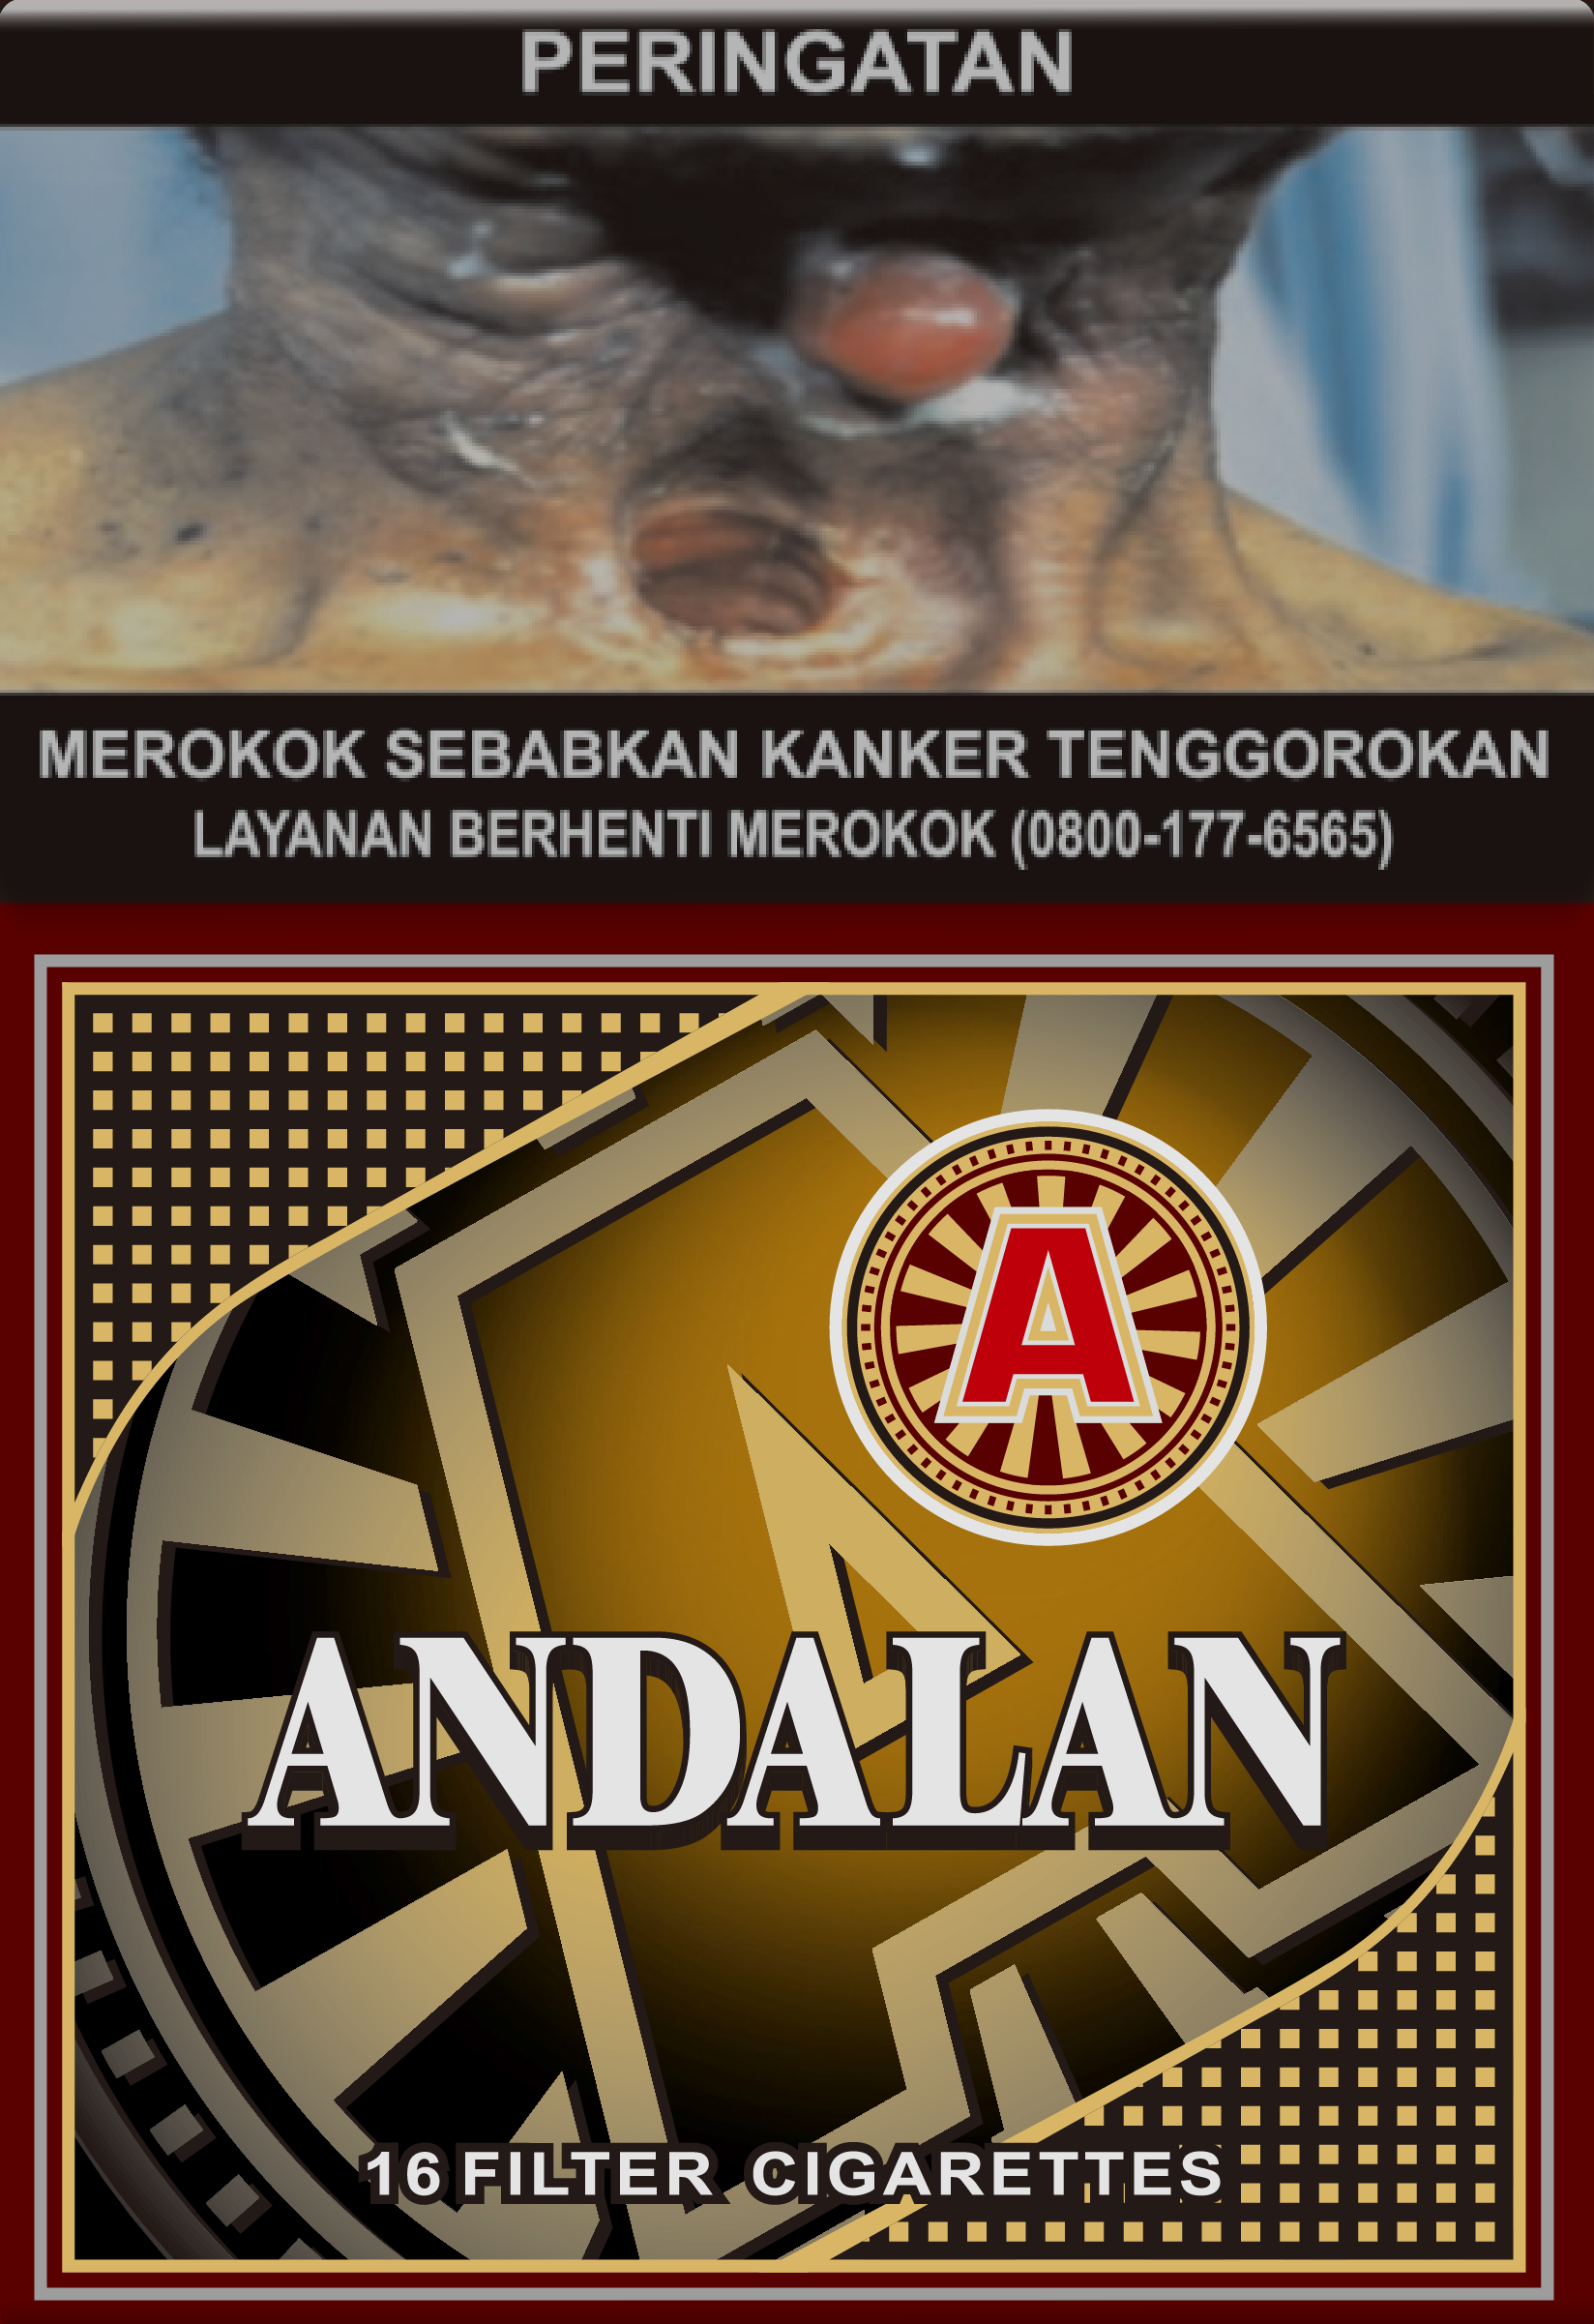 PERINGATAN
MEROKOK SEBABKAN KANKER TENGGOROKAN
LAYANAN BERHENTI MEROKOK (0800-177-6565)
A
ANDALAN
16 FILTER CIGARETTES